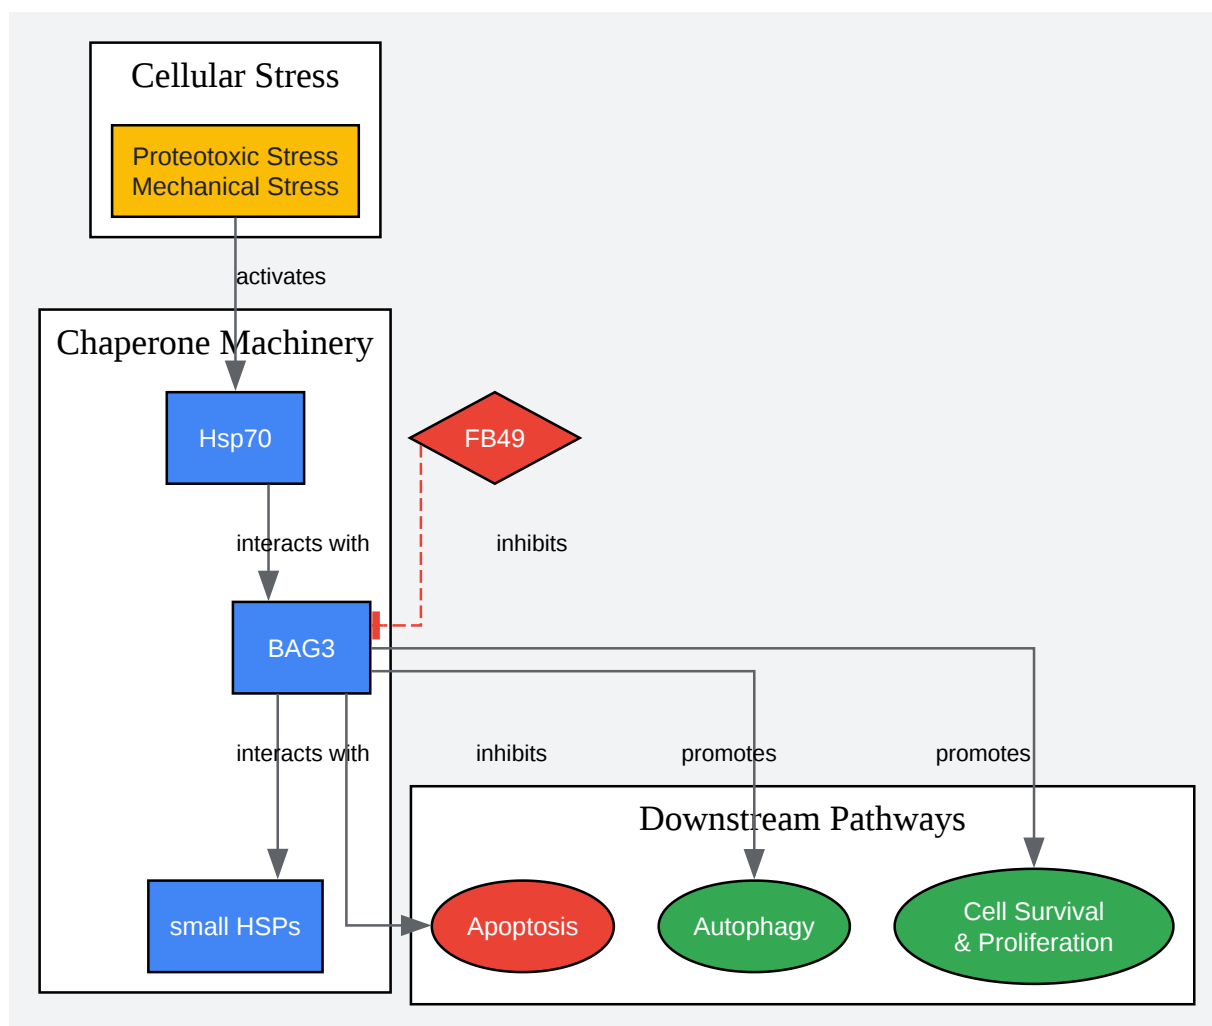 Cellular Stress
Proteotoxic Stress
Mechanical Stress
activates
Chaperone Machinery
Hsp70
FB49
interacts with
inhibits
BAG3
interacts with
inhibits
promotes
promotes
Downstream Pathways
small HSPs
Apoptosis
Autophagy
Cell Survival
& Proliferation